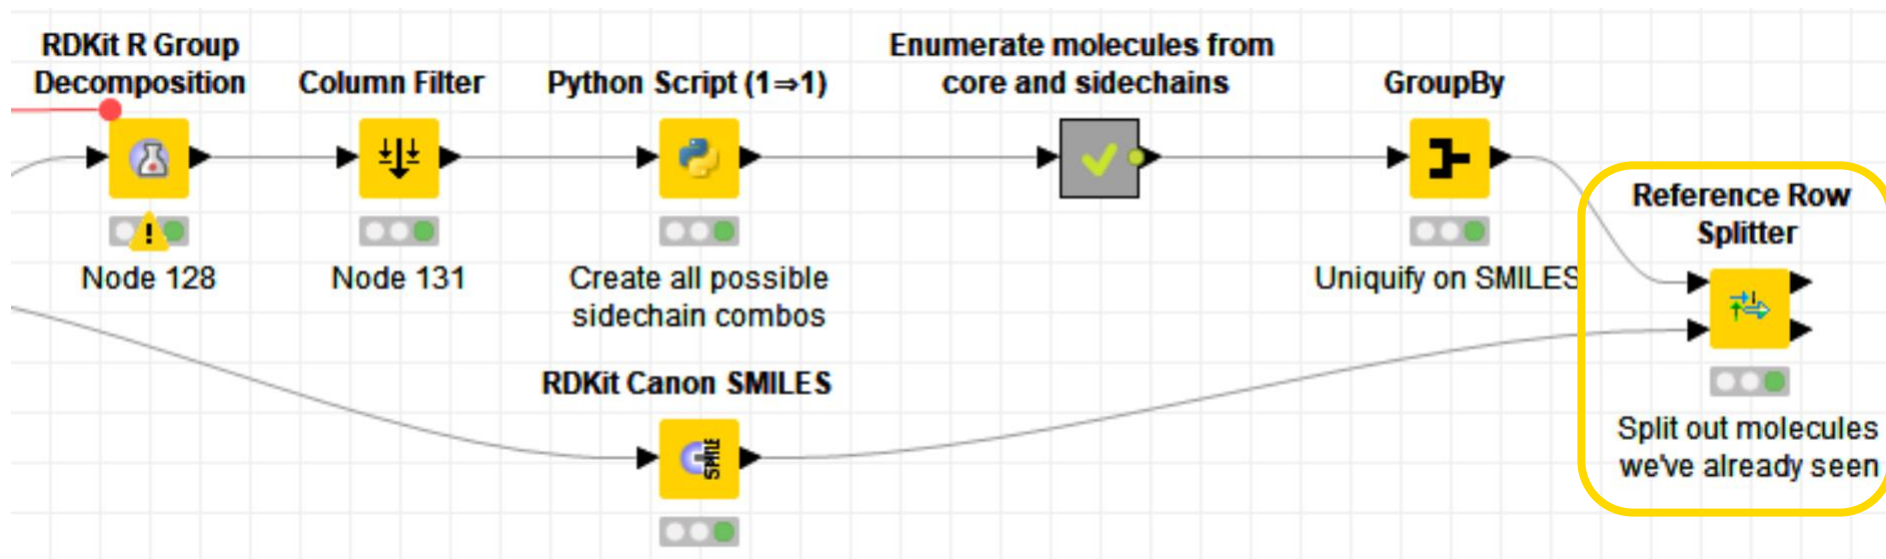 RDKit R Group
Decomposition
Column Filter
Python Script (1⇒1)
Enumerate molecules from
core and sidechains
GroupBy
Reference Row
Splitter
Node 128
Node 131
Create all possible
sidechain combos
Uniquify on SMILES
RDKit Canon SMILES
SMILE
Split out molecules
we've already seen